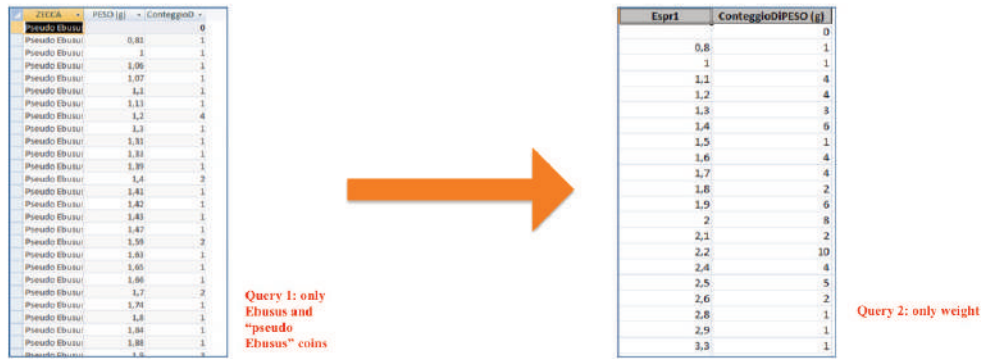 ZECCA PESO (g) ConteggioD
Pseudo Ebusu 0
Pseudo Ebusu 0,81 1
Pseudo Ebusu 1 1
Pseudo Ebusu 1,06 1
Pseudo Ebusu 1,07 1
Pseudo Ebusu 1,1 1
Pseudo Ebusu 1,13 1
Pseudo Ebusu 1,2 4
Pseudo Ebusu 1,3 1
Pseudo Ebusu 1,31 1
Pseudo Ebusu 1,33 1
Pseudo Ebusu 1,39 1
Pseudo Ebusu 1,4 2
Pseudo Ebusu 1,41 1
Pseudo Ebusu 1,42 1
Pseudo Ebusu 1,43 1
Pseudo Ebusu 1,47 1
Pseudo Ebusu 1,59 2
Pseudo Ebusu 1,63 1
Pseudo Ebusu 1,65 1
Pseudo Ebusu 1,66 1
Pseudo Ebusu 1,7 2
Pseudo Ebusu 1,74 1
Pseudo Ebusu 1,8 1
Pseudo Ebusu 1,84 1
Pseudo Ebusu 1,88 1
Pseudo Ebusu 1,9
Query 1: only
Ebusus and
“pseudo
Ebusus” coins
Espr1 ConteggioDiPESO (g)
0
0,8 1
1 1
1,1 4
1,2 4
1,3 3
1,4 6
1,5 1
1,6 4
1,7 4
1,8 2
1,9 6
2 8
2,1 2
2,2 10
2,4 4
2,5 5
2,6 2
2,8 1
2,9 1
3,3 1
Query 2: only weight